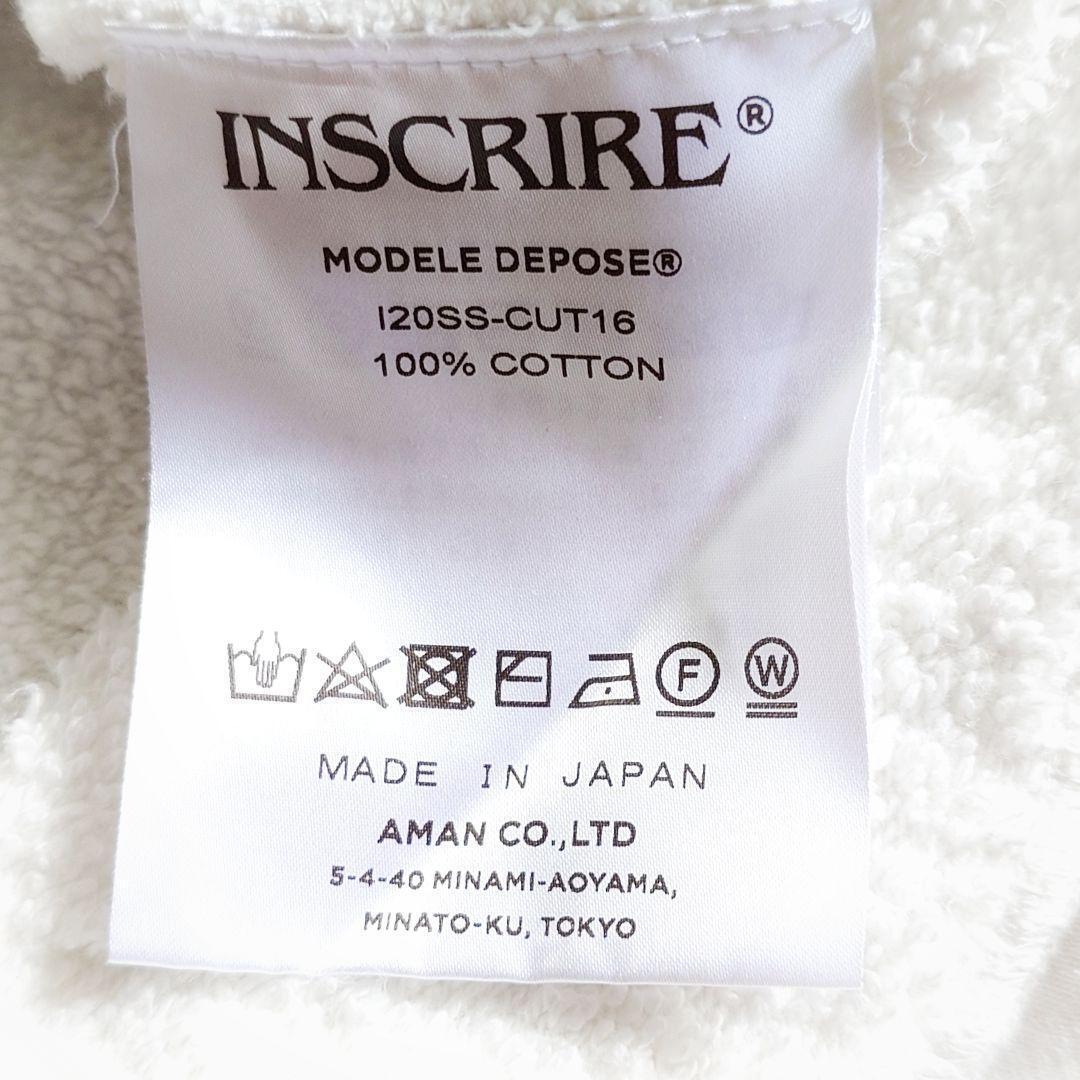 INSCRIRE®
MODELE DEPOSE®
I20SS-CUT16
100% COTTON
F W
MADE IN JAPAN
AMAN CO.,LTD
5-4-40 MINAMI-AOYAMA,
MINATO-KU, TOKYO